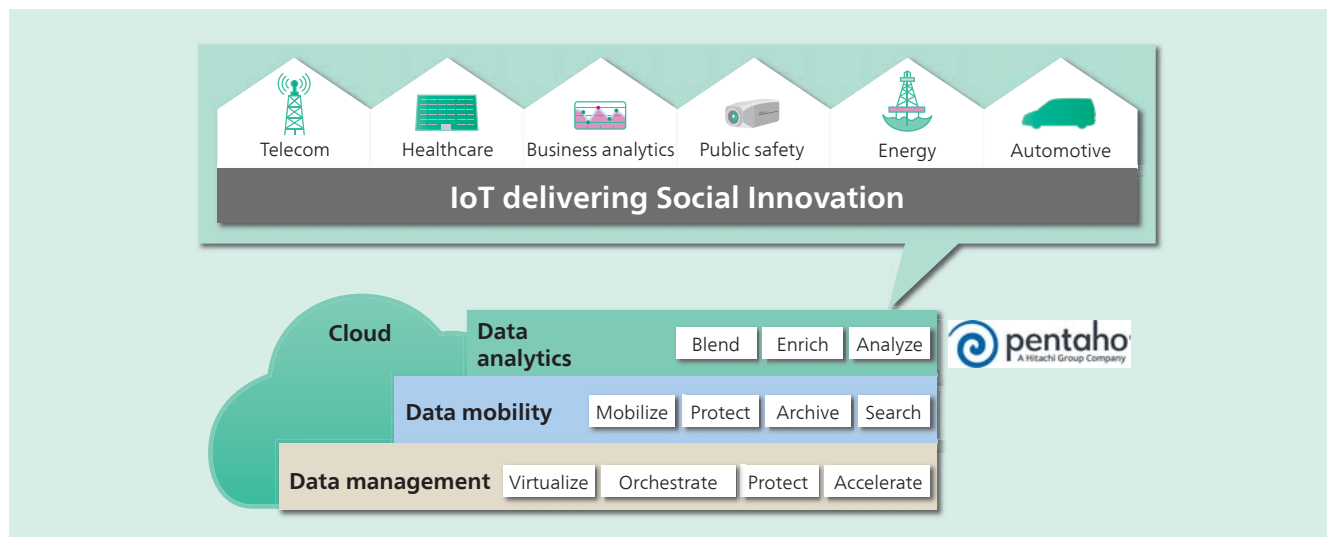 Telecom
Healthcare
Business analytics
Public safety
Energy
Automotive
IoT delivering Social Innovation
Cloud
Data
analytics
Blend
Enrich
Analyze
pentaho
A Hitachi Group Company
Data mobility
Mobilize
Protect
Archive
Search
Data management
Virtualize
Orchestrate
Protect
Accelerate